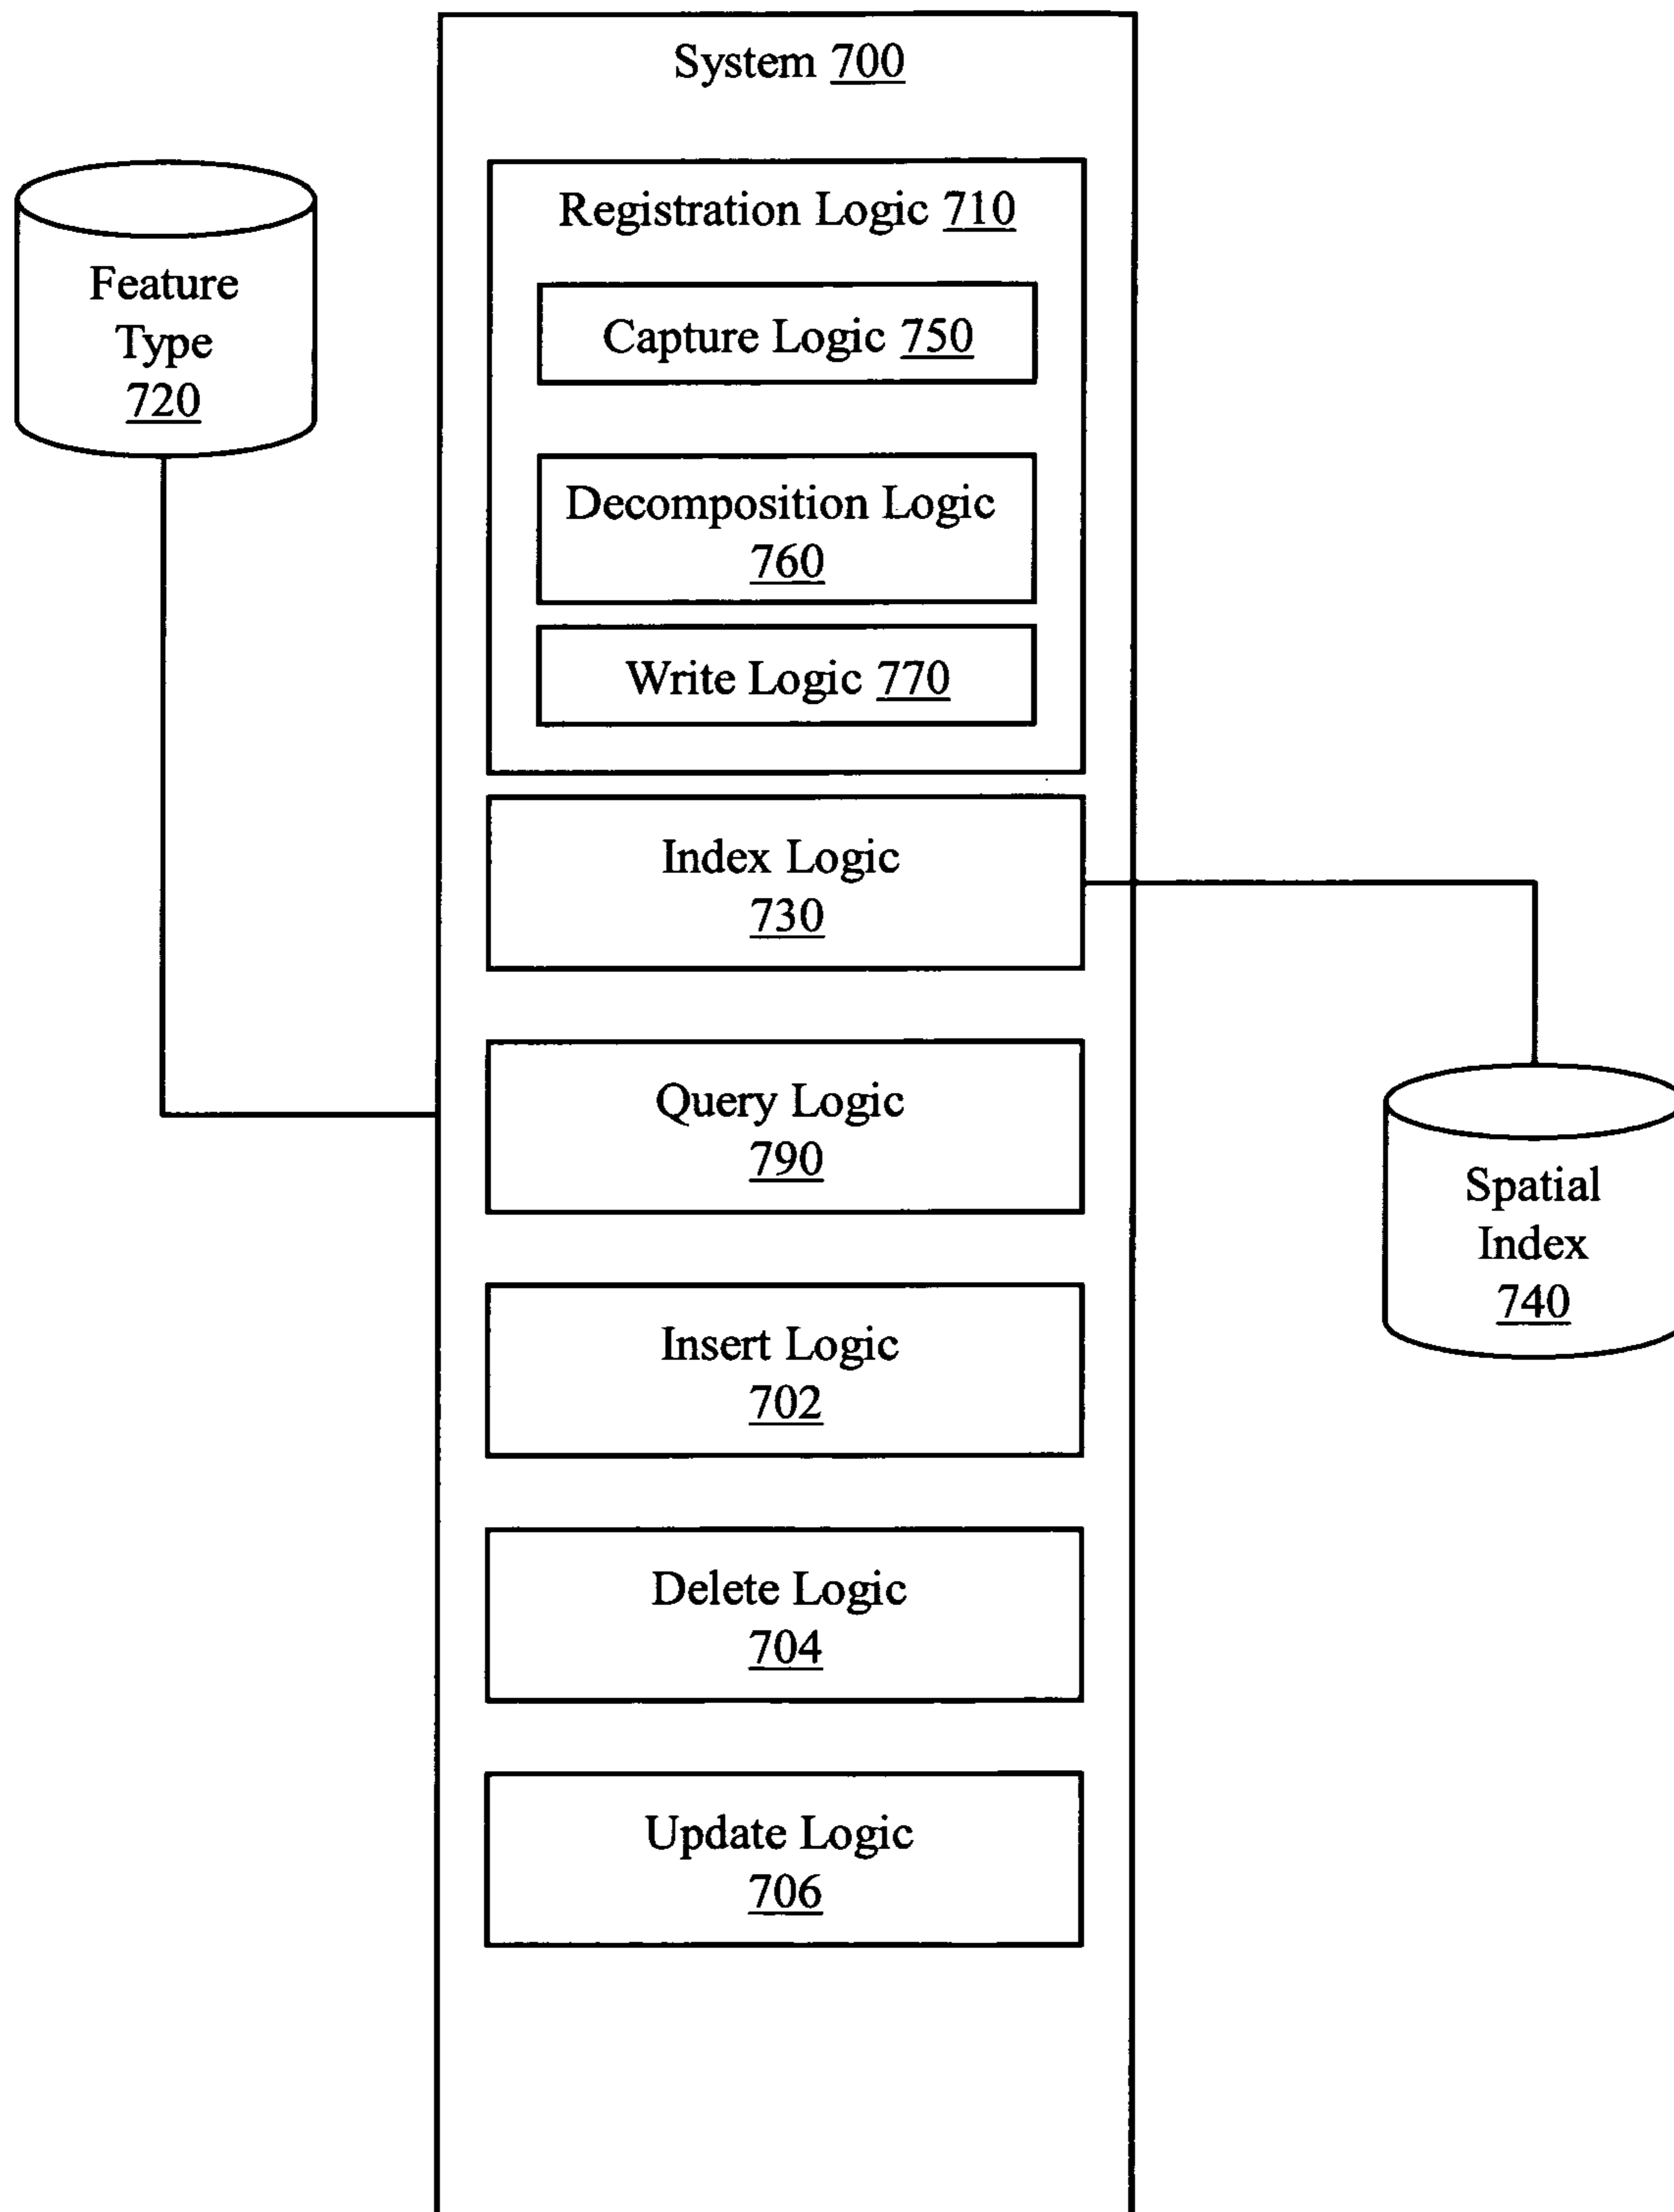 System 700
Registration Logic 710
Feature
Type
720
Capture Logic 750
Decomposition Logic
760
Write Logic 770
Index Logic
730
Query Logic
790
Spatial
Index
740
Insert Logic
702
Delete Logic
704
Update Logic
706